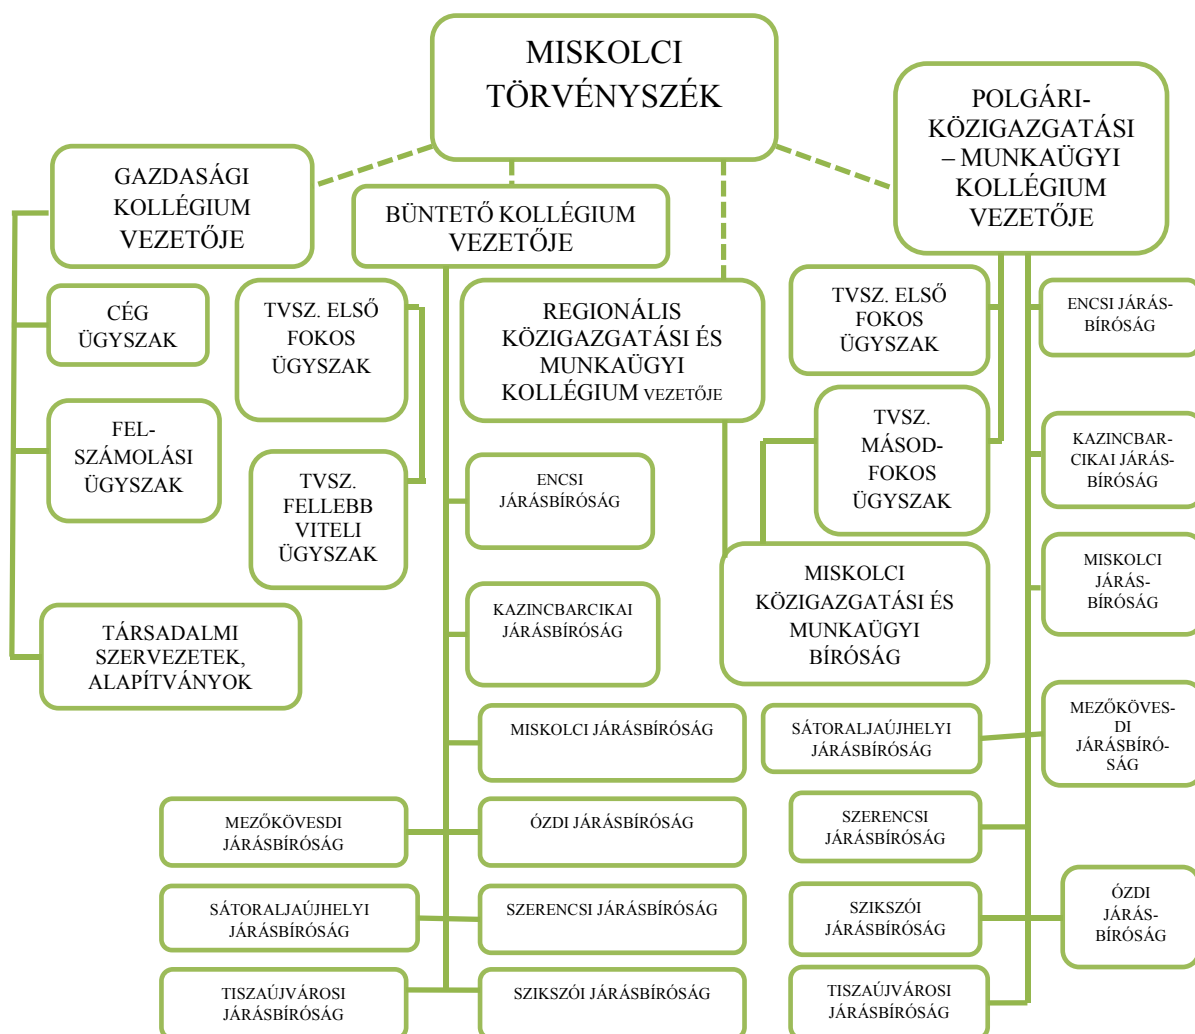 MISKOLCI
TÖRVÉNYSZÉK
POLGÁRI-
KÖZIGAZGATÁSI
– MUNKAÜGYI
KOLLÉGIUM
VEZETŐJE
GAZDASÁGI
KOLLÉGIUM
VEZETŐJE
BÜNTETŐ KOLLÉGIUM
VEZETŐJE
CÉG
ÜGYSZAK
TVSZ. ELSŐ
FOKOS
ÜGYSZAK
REGIONÁLIS
KÖZIGAZGATÁSI ÉS
MUNKAÜGYI
KOLLÉGIUM VEZETŐJE
TVSZ. ELSŐ
FOKOS
ÜGYSZAK
ENCSI JÁRÁS-
BÍRÓSÁG
FEL-
SZÁMOLÁSI
ÜGYSZAK
TVSZ.
FELLEBB
VITELI
ÜGYSZAK
ENCSI
JÁRÁSBÍRÓSÁG
TVSZ.
MÁSOD-
FOKOS
ÜGYSZAK
KAZINCBAR-
CIKAI JÁRÁS-
BÍRÓSÁG
TÁRSADALMI
SZERVEZETEK,
ALAPÍTVÁNYOK
KAZINCBARCIKAI
JÁRÁSBÍRÓSÁG
MISKOLCI
KÖZIGAZGATÁSI ÉS
MUNKAÜGYI
BÍRÓSÁG
MISKOLCI
JÁRÁS-
BÍRÓSÁG
MISKOLCI JÁRÁSBÍRÓSÁG
SÁTORALJAÚJHELYI
JÁRÁSBÍRÓSÁG
MEZŐKÖVES-
DI
JÁRÁSBÍRÓ-
SÁG
MEZŐKÖVESDI
JÁRÁSBÍRÓSÁG
ÓZDI JÁRÁSBÍRÓSÁG
SZERENCSI
JÁRÁSBÍRÓSÁG
SÁTORALJAÚJHELYI
JÁRÁSBÍRÓSÁG
SZERENCSI JÁRÁSBÍRÓSÁG
SZIKSZÓI
JÁRÁSBÍRÓSÁG
ÓZDI
JÁRÁS-
BÍRÓSÁG
TISZAÚJVÁROSI
JÁRÁSBÍRÓSÁG
SZIKSZÓI JÁRÁSBÍRÓSÁG
TISZAÚJVÁROSI
JÁRÁSBÍRÓSÁG